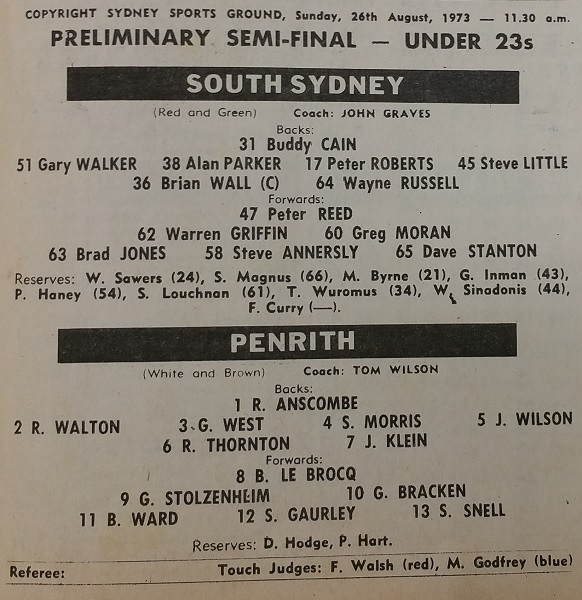 COPYRIGHT SYDNEY SPORTS GROUND, Sunday, 26th August, 1973 — 11.30 a.m.
PRELIMINARY SEMI-FINAL — UNDER 23s
SOUTH SYDNEY
(Red and Green) Coach: JOHN GRAVES
Backs:
31 Buddy CAIN
51 Gary WALKER 38 Alan PARKER 17 Peter ROBERTS 45 Steve LITTLE
36 Brian WALL (C) 64 Wayne RUSSELL
Forwards:
47 Peter REED
62 Warren GRIFFIN 60 Greg MORAN
63 Brad JONES 58 Steve ANNERSLY 65 Dave STANTON
Reserves: W. Sawers (24), S. Magnus (66), M. Byrne (21), G. Inman (43),
P. Haney (54), S. Louchnan (61), T. Wuromus (34), W. Sinadonis (44),
F. Curry (—).
PENRITH
(White and Brown) Coach: TOM WILSON
Backs:
1 R. ANSCOMBE
2 R. WALTON 3 G. WEST 4 S. MORRIS 5 J. WILSON
6 R. THORNTON 7 J. KLEIN
Forwards:
8 B. LE BROCQ
9 G. STOLZENHEIM 10 G. BRACKEN
11 B. WARD 12 S. GAURLEY 13 S. SNELL
Reserves: D. Hodge, P. Hart.
Referee: Touch Judges: F. Walsh (red), M. Godfrey (blue)